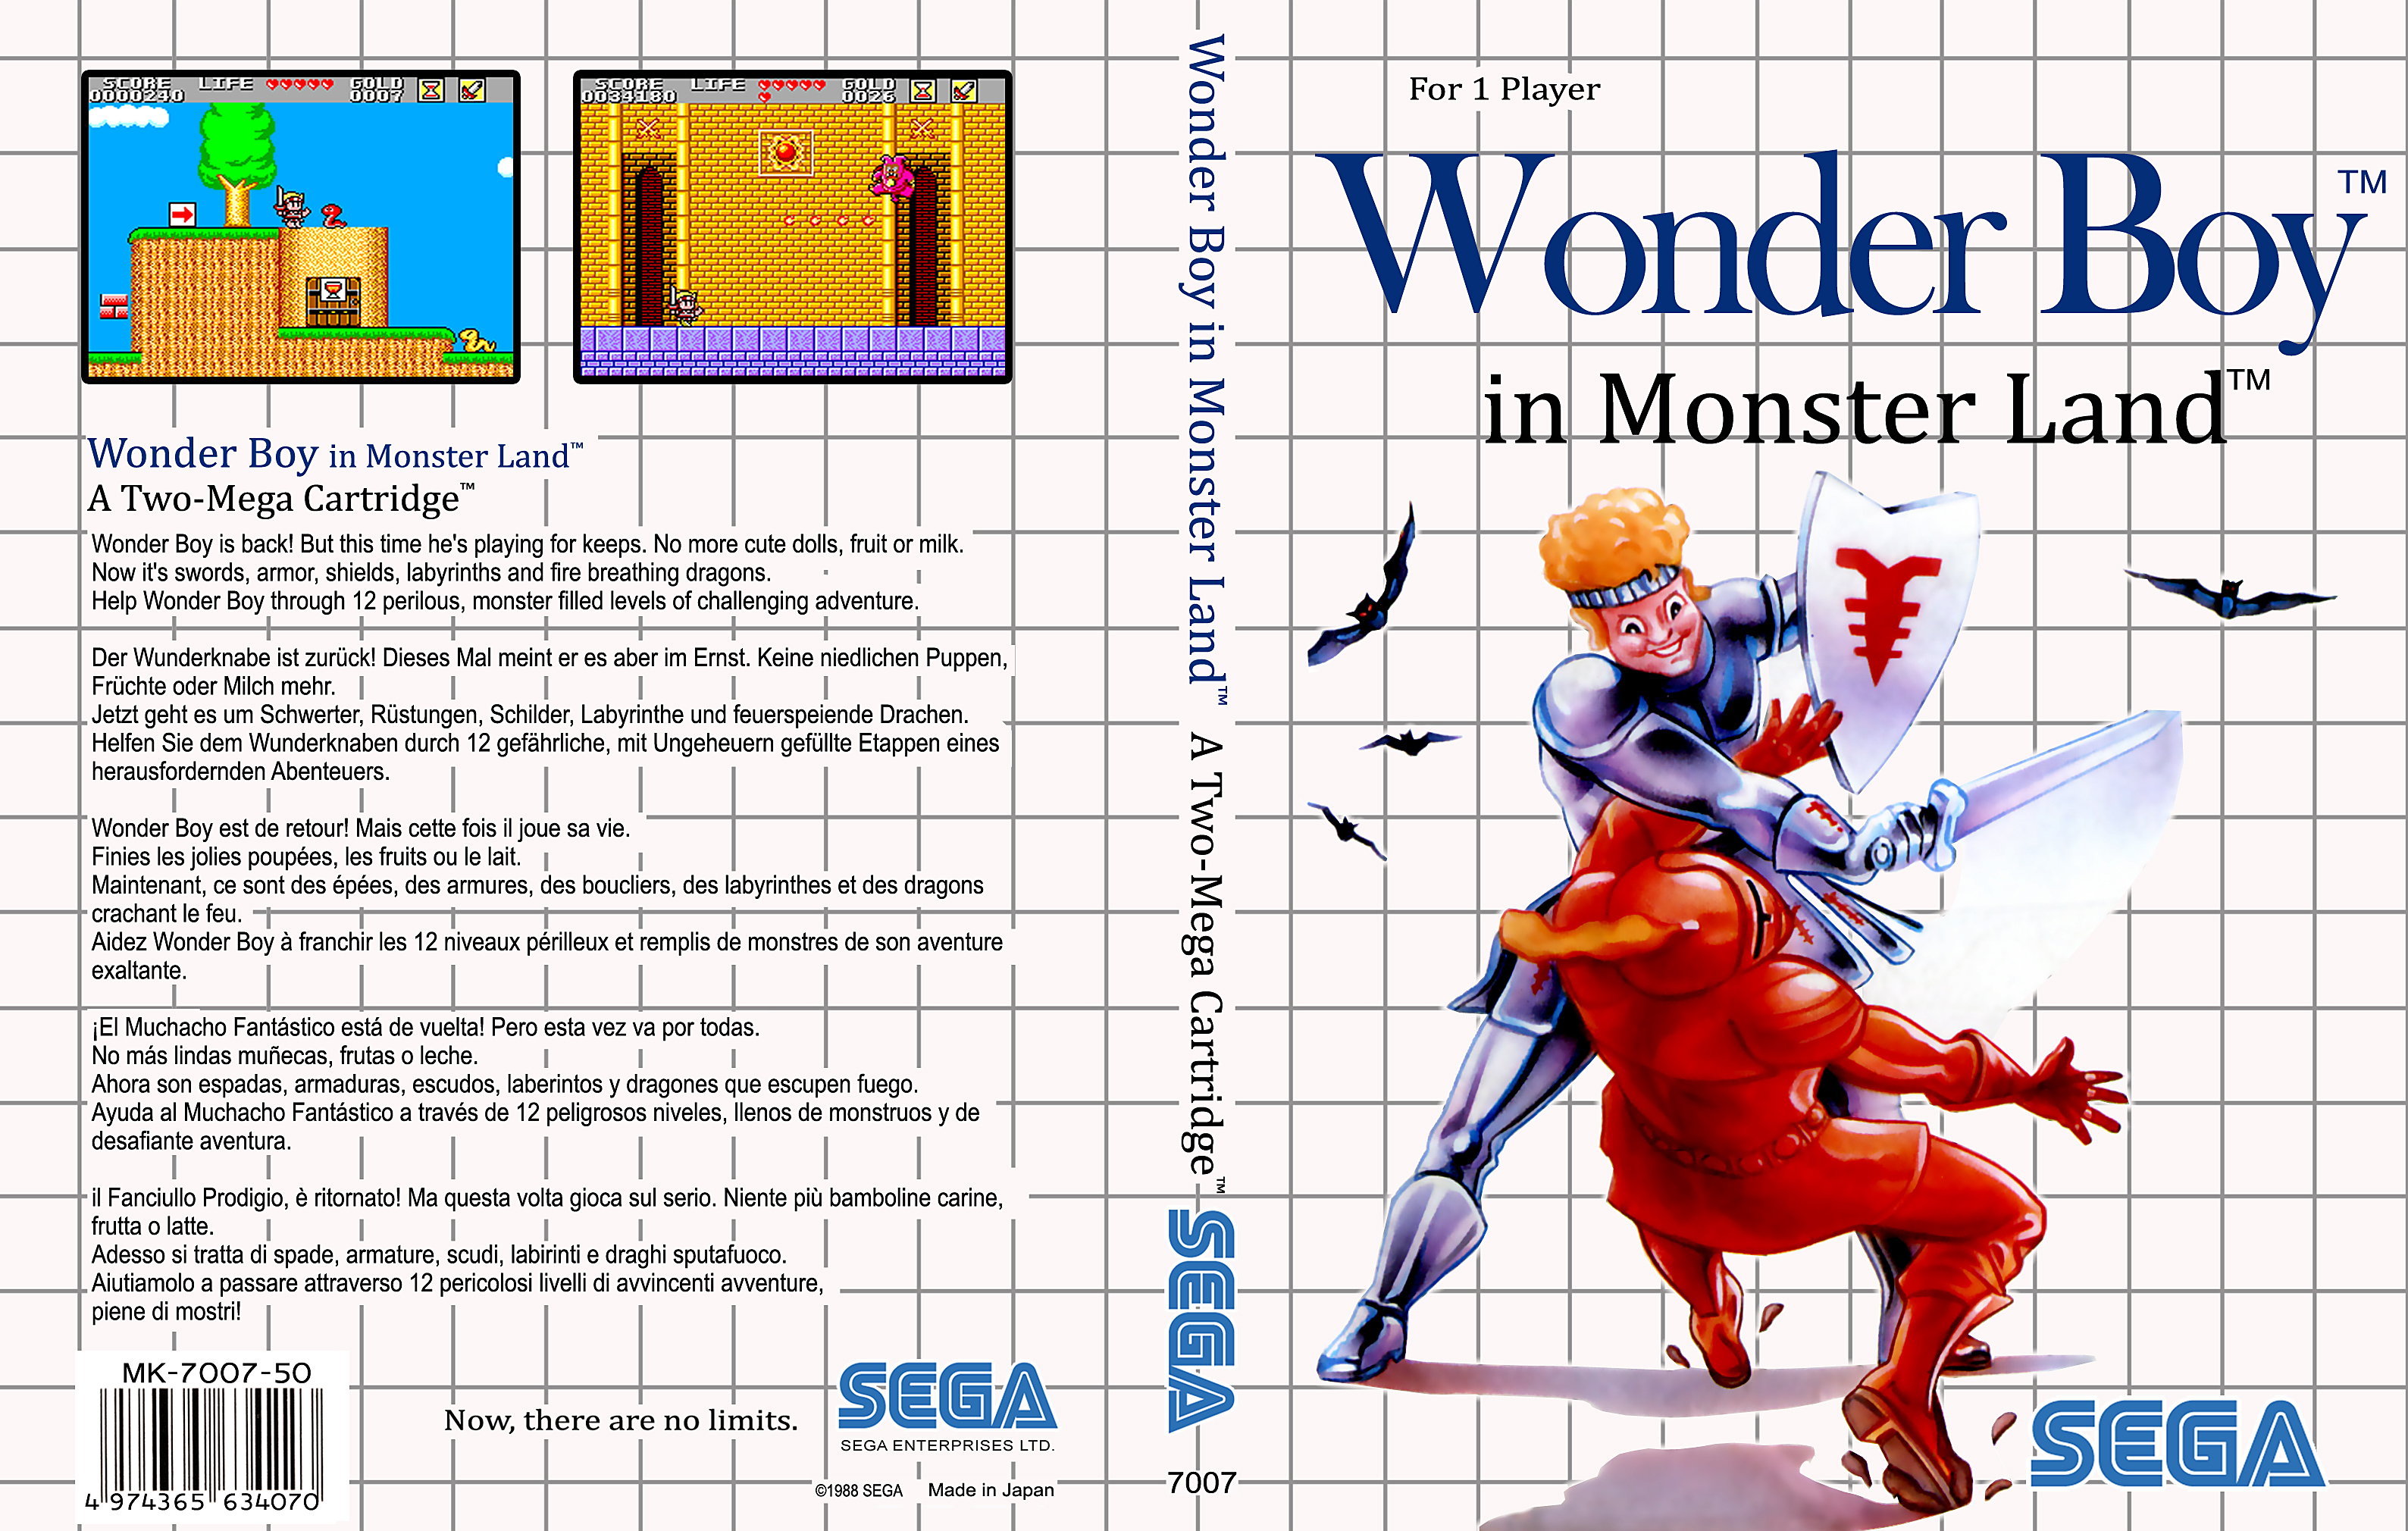 SCORE LIFE GOLD
0000240 0007
SCORE LIFE GOLD
0034180 0026
Wonder Boy in Monster Land™
A Two-Mega Cartridge™
Wonder Boy is back! But this time he's playing for keeps. No more cute dolls, fruit or milk.
Now it's swords, armor, shields, labyrinths and fire breathing dragons.
Help Wonder Boy through 12 perilous, monster filled levels of challenging adventure.
Der Wunderknabe ist zurück! Dieses Mal meint er es aber im Ernst. Keine niedlichen Puppen,
Früchte oder Milch mehr.
Jetzt geht es um Schwerter, Rüstungen, Schilder, Labyrinthe und feuerspeiende Drachen.
Helfen Sie dem Wunderknaben durch 12 gefährliche, mit Ungeheuern gefüllte Etappen eines
herausfordernden Abenteuers.
Wonder Boy est de retour! Mais cette fois il joue sa vie.
Finies les jolies poupées, les fruits ou le lait.
Maintenant, ce sont des épées, des armures, des boucliers, des labyrinthes et des dragons
crachant le feu.
Aidez Wonder Boy à franchir les 12 niveaux périlleux et remplis de monstres de son aventure
exaltante.
¡El Muchacho Fantástico está de vuelta! Pero esta vez va por todas.
No más lindas muñecas, frutas o leche.
Ahora son espadas, armaduras, escudos, laberintos y dragones que escupen fuego.
Ayuda al Muchacho Fantástico a través de 12 peligrosos niveles, llenos de monstruos y de
desafiante aventura.
il Fanciullo Prodigio, è ritornato! Ma questa volta gioca sul serio. Niente più bamboline carine,
frutta o latte.
Adesso si tratta di spade, armature, scudi, labirinti e draghi sputafuoco.
Aiutiamolo a passare attraverso 12 pericolosi livelli di avvincenti avventure,
piene di mostri!
MK-7007-50
4 974365 634070
Now, there are no limits.
SEGA
SEGA ENTERPRISES LTD.
©1988 SEGA Made in Japan
Wonder Boy in Monster Land™ A Two-Mega Cartridge™
SEGA
7007
For 1 Player
Wonder Boy™
in Monster Land™
SEGA